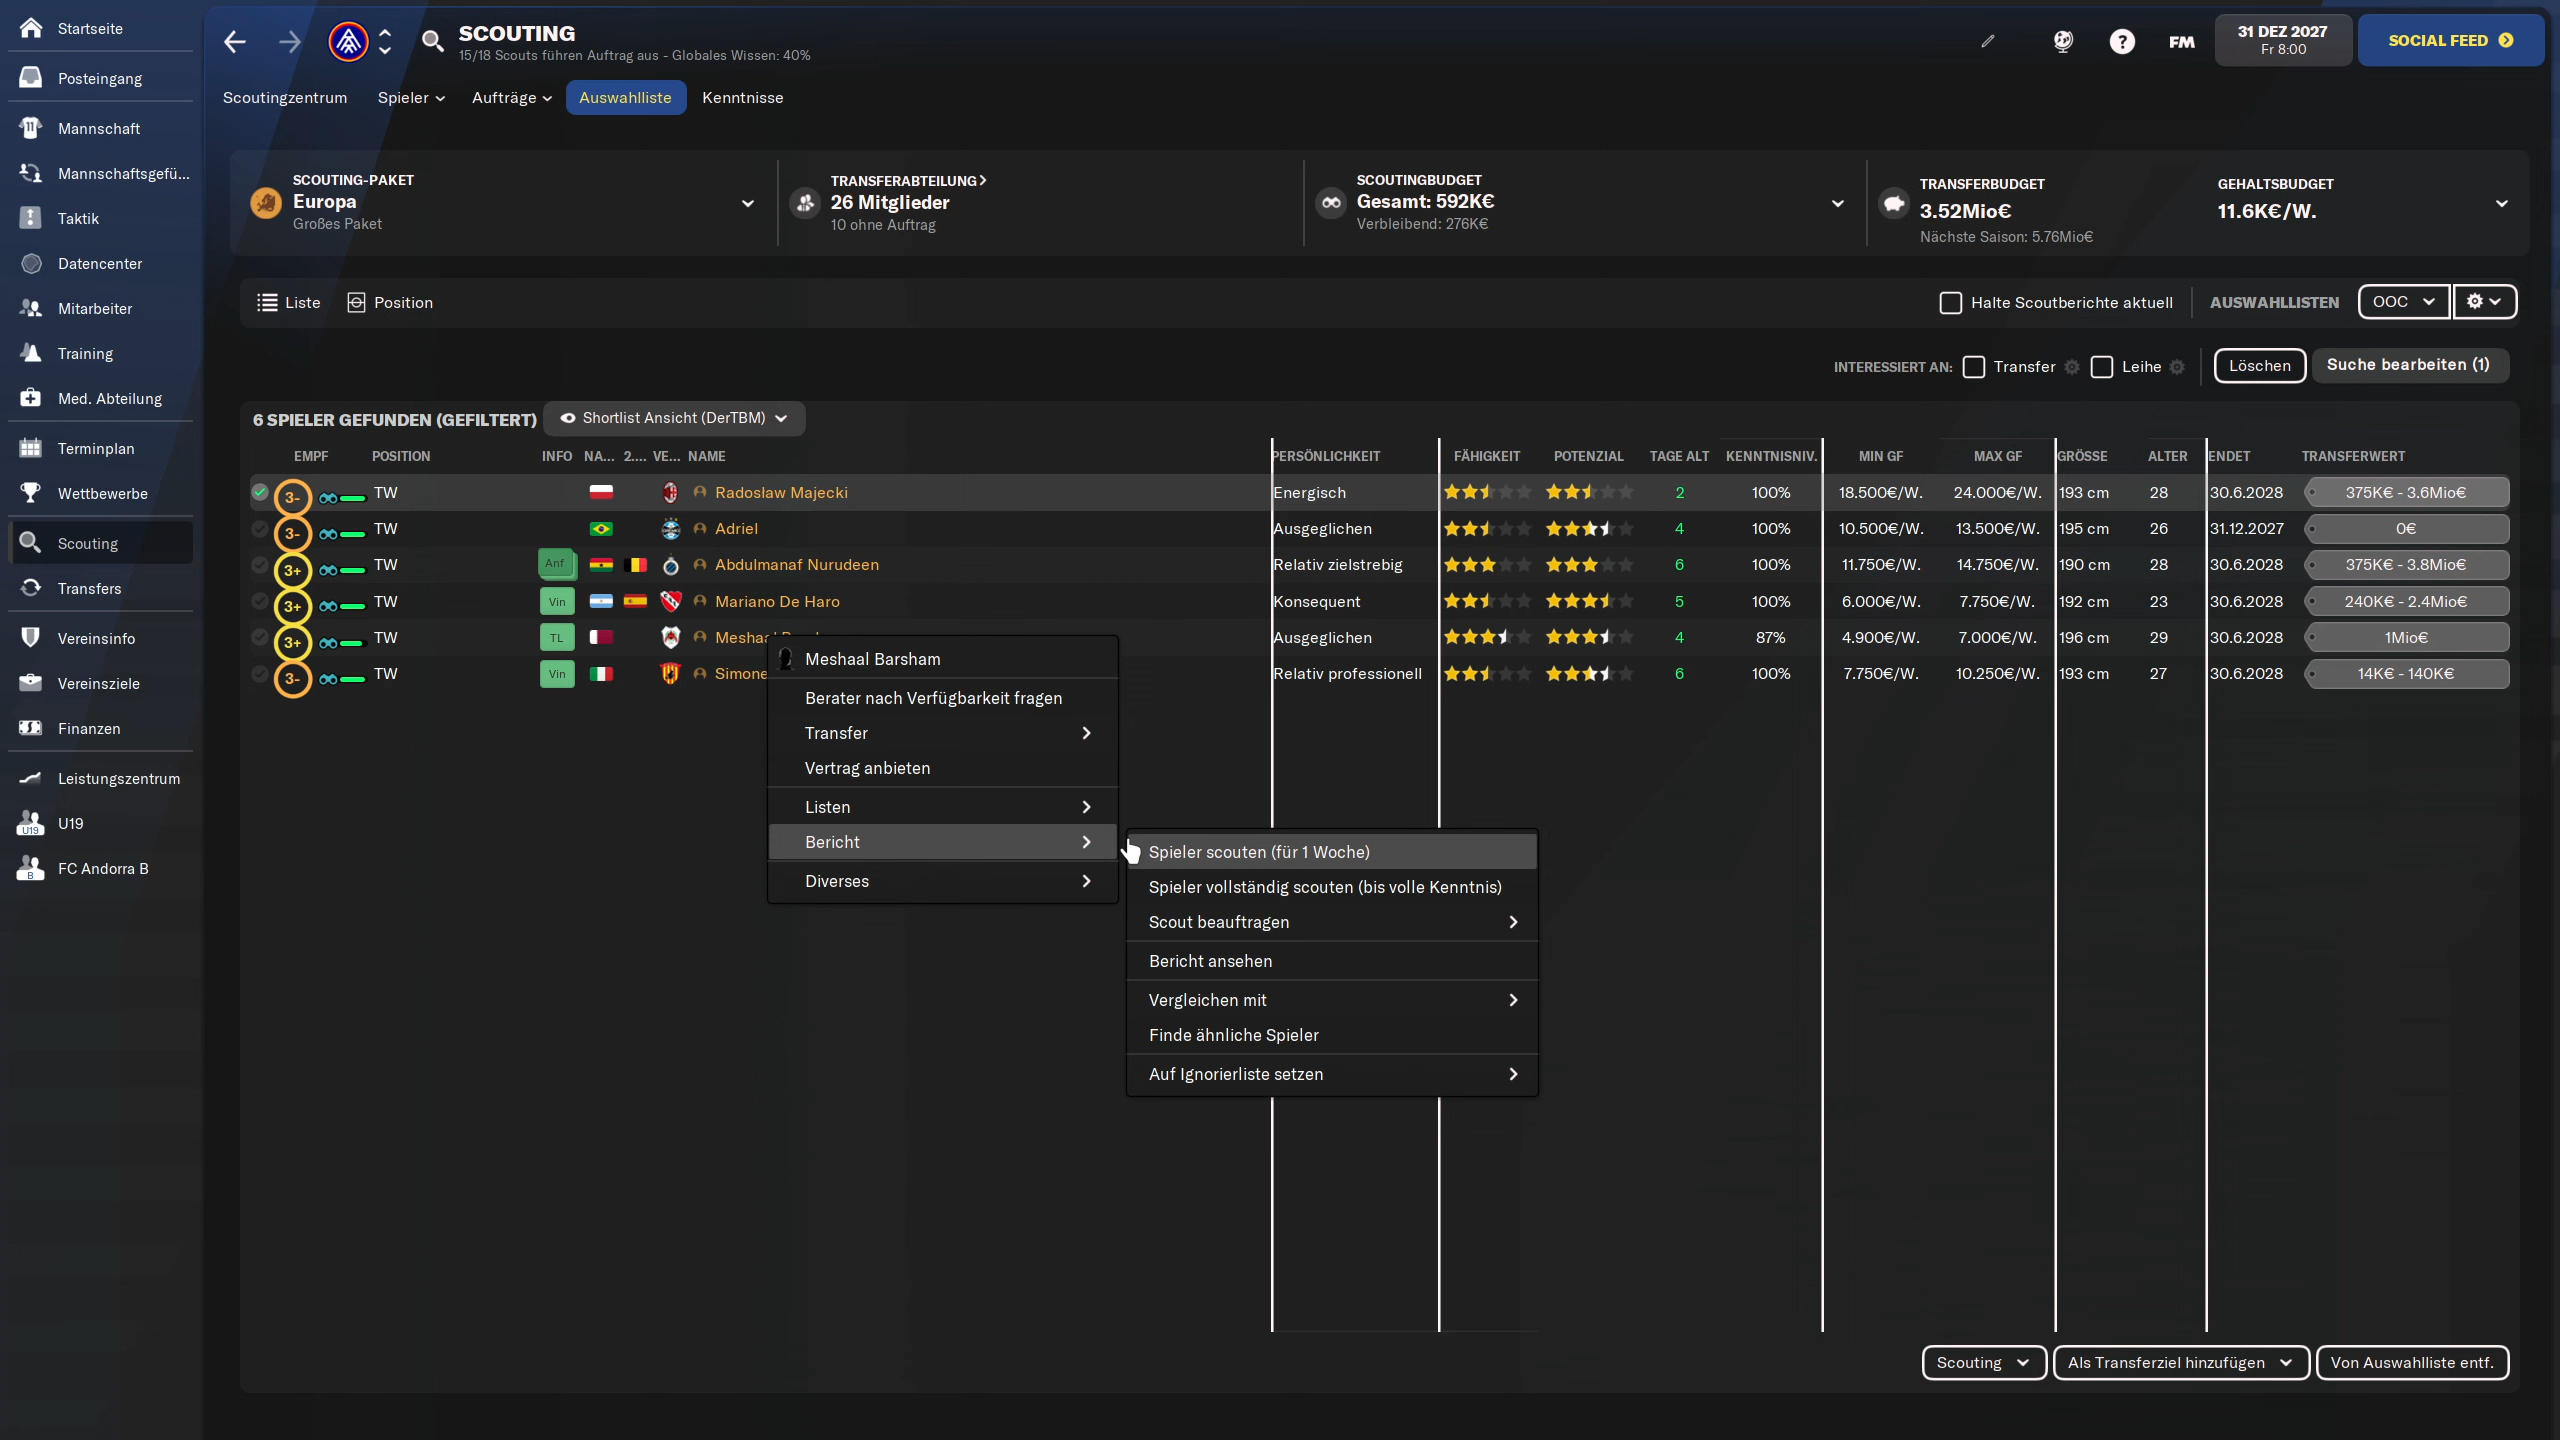 Startseite
Posteingang
Mannschaft
Mannschaftsgefü...
Taktik
Datencenter
Mitarbeiter
Training
Med. Abteilung
Terminplan
Wettbewerbe
Scouting
Transfers
Vereinsinfo
Vereinsziele
Finanzen
Leistungszentrum
U19 U19
B FC Andorra B
SCOUTING
15/18 Scouts führen Auftrag aus - Globales Wissen: 40%
FM
31 DEZ 2027
Fr 8:00
SOCIAL FEED
Scoutingzentrum Spieler Aufträge Auswahlliste Kenntnisse
SCOUTING-PAKET
Europa
Großes Paket
TRANSFERABTEILUNG
26 Mitglieder
10 ohne Auftrag
SCOUTINGBUDGET
Gesamt: 592K€
Verbleibend: 276K€
TRANSFERBUDGET
3.52Mio€
Nächste Saison: 5.76Mio€
GEHALTSBUDGET
11.6K€/W.
Liste Position Halte Scoutberichte aktuell AUSWAHLLISTEN OOC
INTERESSIERT AN: Transfer Leihe Löschen Suche bearbeiten (1)
6 SPIELER GEFUNDEN (GEFILTERT) Shortlist Ansicht (DerTBM)
EMPF POSITION INFO NA... 2.... VE... NAME PERSÖNLICHKEIT FÄHIGKEIT POTENZIAL TAGE ALT KENNTNISNIV. MIN GF MAX GF GRÖSSE ALTER ENDET TRANSFERWERT
3- TW Radoslaw Majecki Energisch 2 100% 18.500€/W. 24.000€/W. 193 cm 28 30.6.2028 375K€ - 3.6Mio€
3- TW Adriel Ausgeglichen 4 100% 10.500€/W. 13.500€/W. 195 cm 26 31.12.2027 0€
3+ TW Anf Abdulmanaf Nurudeen Relativ zielstrebig 6 100% 11.750€/W. 14.750€/W. 190 cm 28 30.6.2028 375K€ - 3.8Mio€
3+ TW Vin Mariano De Haro Konsequent 5 100% 6.000€/W. 7.750€/W. 192 cm 23 30.6.2028 240K€ - 2.4Mio€
3+ TW TL Meshaal Ausgeglichen 4 87% 4.900€/W. 7.000€/W. 196 cm 29 30.6.2028 1Mio€
3- TW Vin Simone Relativ professionell 6 100% 7.750€/W. 10.250€/W. 193 cm 27 30.6.2028 14K€ - 140K€
Meshaal Barsham
Berater nach Verfügbarkeit fragen
Transfer
Vertrag anbieten
Listen
Bericht
Diverses
Spieler scouten (für 1 Woche)
Spieler vollständig scouten (bis volle Kenntnis)
Scout beauftragen
Bericht ansehen
Vergleichen mit
Finde ähnliche Spieler
Auf Ignorierliste setzen
Scouting Als Transferziel hinzufügen Von Auswahlliste entf.